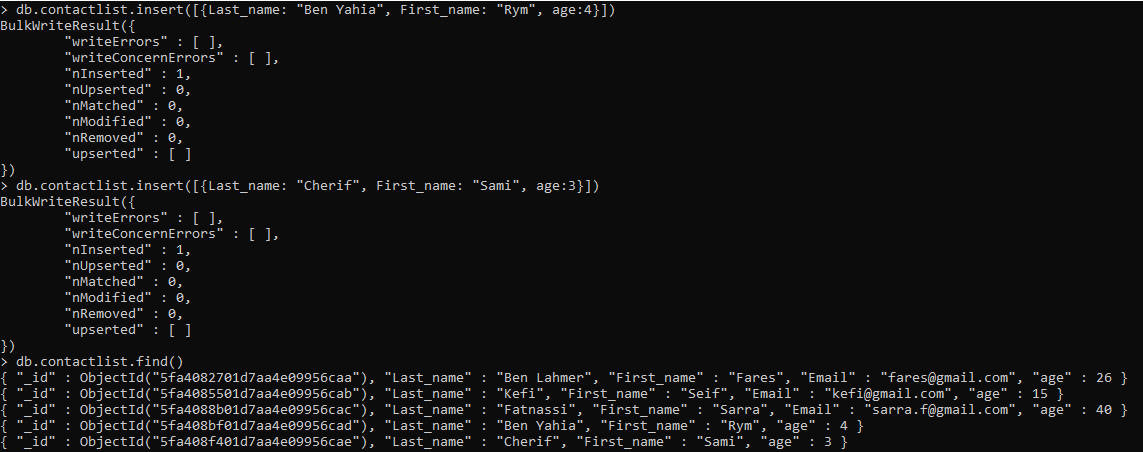 > db.contactlist.insert([{Last_name: "Ben Yahia", First_name: "Rym", age:4}])
BulkWriteResult({
        "writeErrors" : [ ],
        "writeConcernErrors" : [ ],
        "nInserted" : 1,
        "nUpserted" : 0,
        "nMatched" : 0,
        "nModified" : 0,
        "nRemoved" : 0,
        "upserted" : [ ]
})
> db.contactlist.insert([{Last_name: "Cherif", First_name: "Sami", age:3}])
BulkWriteResult({
        "writeErrors" : [ ],
        "writeConcernErrors" : [ ],
        "nInserted" : 1,
        "nUpserted" : 0,
        "nMatched" : 0,
        "nModified" : 0,
        "nRemoved" : 0,
        "upserted" : [ ]
})
> db.contactlist.find()
{ "_id" : ObjectId("5fa4082701d7aa4e09956caa"), "Last_name" : "Ben Lahmer", "First_name" : "Fares", "Email" : "fares@gmail.com", "age" : 26 }
{ "_id" : ObjectId("5fa4085501d7aa4e09956cab"), "Last_name" : "Kefi", "First_name" : "Seif", "Email" : "kefi@gmail.com", "age" : 15 }
{ "_id" : ObjectId("5fa4088b01d7aa4e09956cac"), "Last_name" : "Fatnassi", "First_name" : "Sarra", "Email" : "sarra.f@gmail.com", "age" : 40 }
{ "_id" : ObjectId("5fa408bf01d7aa4e09956cad"), "Last_name" : "Ben Yahia", "First_name" : "Rym", "age" : 4 }
{ "_id" : ObjectId("5fa408f401d7aa4e09956cae"), "Last_name" : "Cherif", "First_name" : "Sami", "age" : 3 }